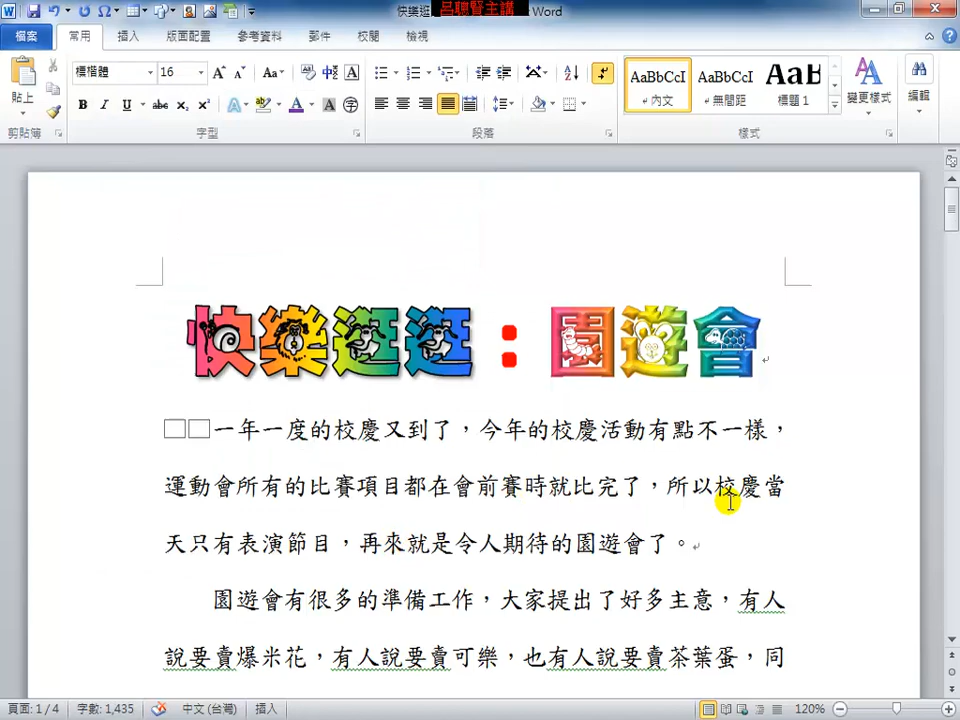 快樂逛 呂聰賢主講 Word
檔案 常用 插入 版面配置 參考資料 郵件 校閱 檢視
貼上 標楷體 16 Aa 中文 A
B I U abc X₂ X² A ab A A 字
AaBbCcI AaBbCcI AaB
內文 無間距 標題 1 變更樣式 編輯
剪貼簿 字型 段落 樣式
快樂逛逛：園遊會
□□一年一度的校慶又到了，今年的校慶活動有點不一樣，
運動會所有的比賽項目都在會前賽時就比完了，所以校慶當
天只有表演節目，再來就是令人期待的園遊會了。
園遊會有很多的準備工作，大家提出了好多主意，有人
說要賣爆米花，有人說要賣可樂，也有人說要賣茶葉蛋，同
頁面: 1 / 4 字數: 1,435 中文 (台灣) 插入 120%